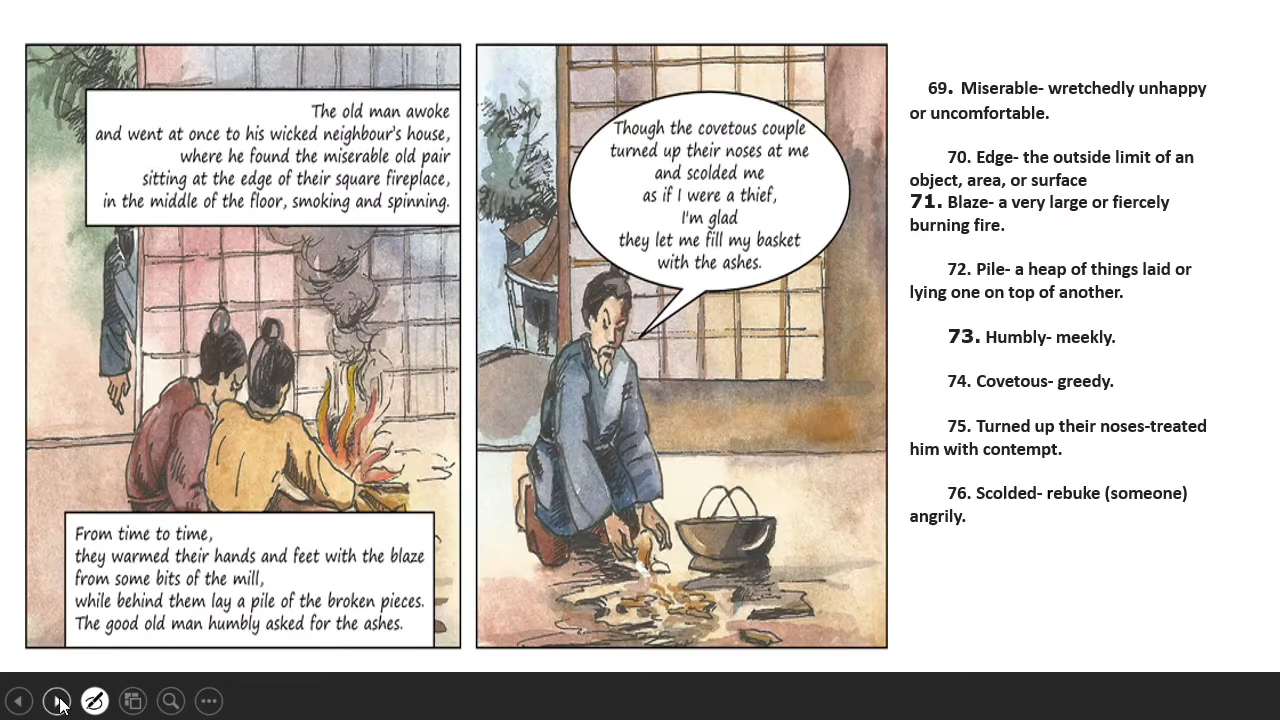 The old man awoke
and went at once to his wicked neighbour's house,
where he found the miserable old pair
sitting at the edge of their square fireplace,
in the middle of the floor, smoking and spinning.
From time to time,
they warmed their hands and feet with the blaze
from some bits of the mill,
while behind them lay a pile of the broken pieces.
The good old man humbly asked for the ashes.
Though the covetous couple
turned up their noses at me
and scolded me
as if I were a thief,
I'm glad
they let me fill my basket
with the ashes.
69. Miserable- wretchedly unhappy
or uncomfortable.
70. Edge- the outside limit of an
object, area, or surface
71. Blaze- a very large or fiercely
burning fire.
72. Pile- a heap of things laid or
lying one on top of another.
73. Humbly- meekly.
74. Covetous- greedy.
75. Turned up their noses-treated
him with contempt.
76. Scolded- rebuke (someone)
angrily.